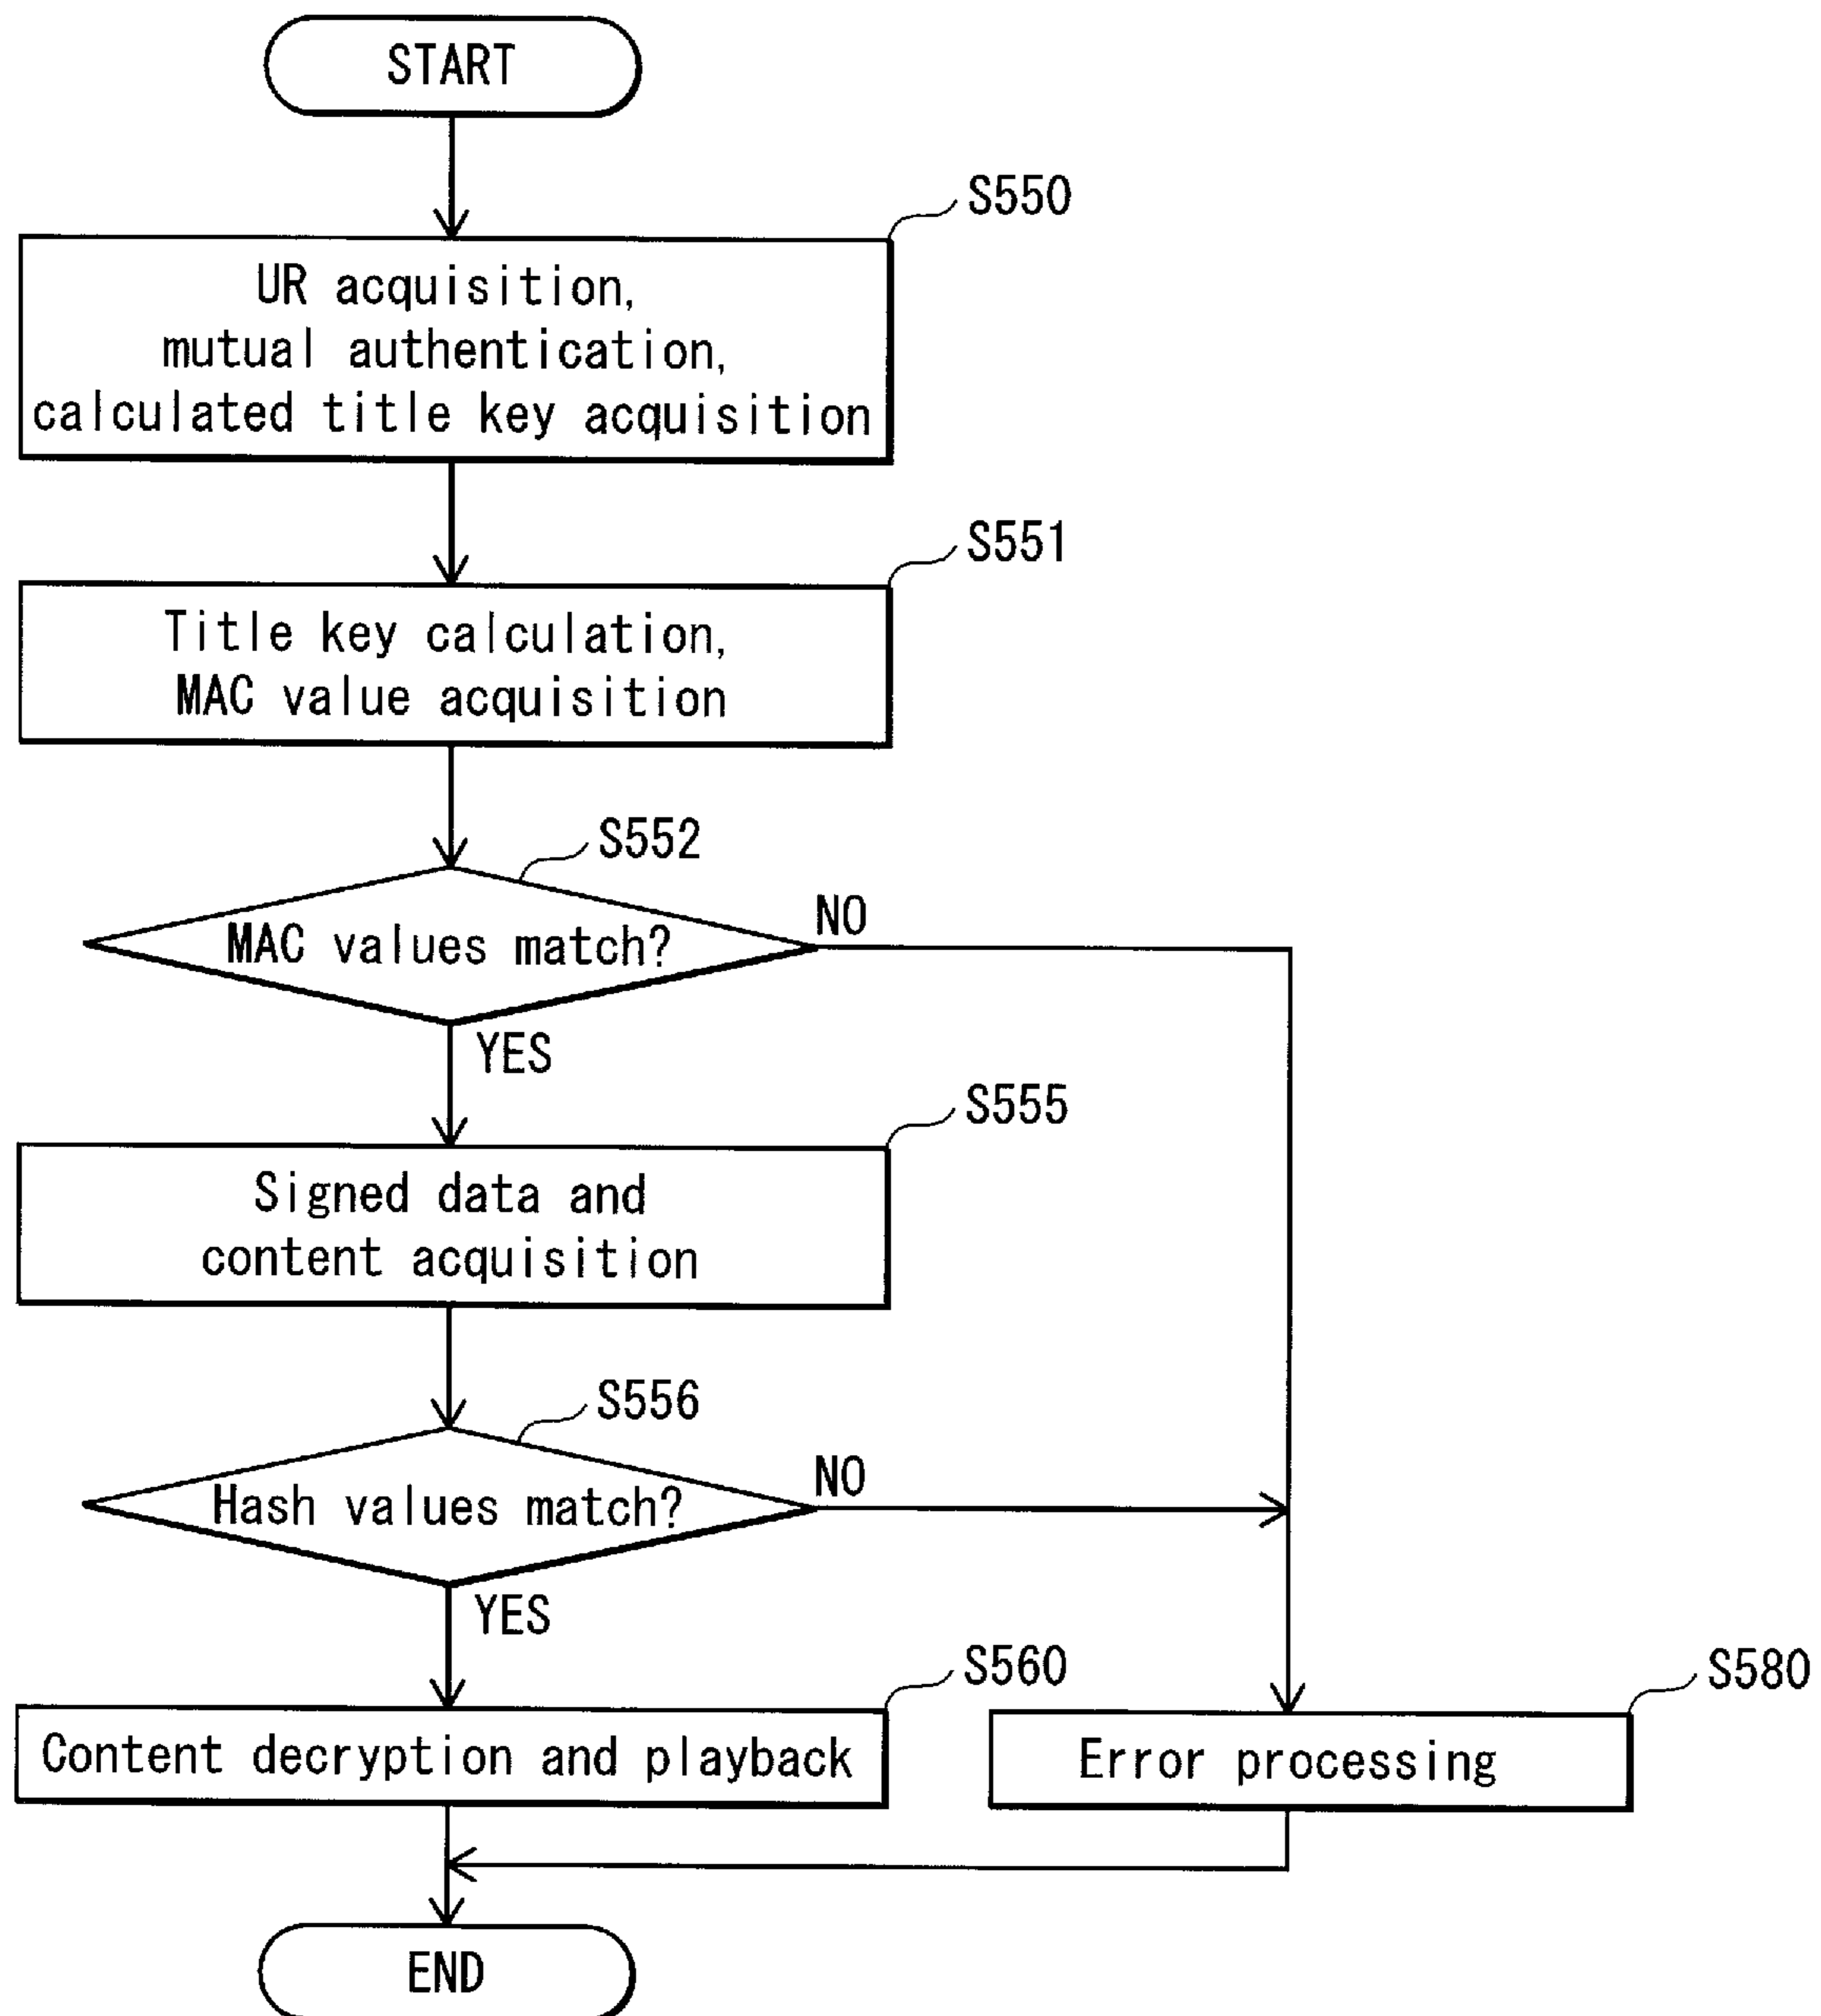 START
S550
UR acquisition,
mutual authentication,
calculated title key acquisition
S551
Title key calculation,
MAC value acquisition
S552
MAC values match?
NO
YES
S555
Signed data and
content acquisition
S556
Hash values match?
NO
YES
S560
Content decryption and playback
S580
Error processing
END